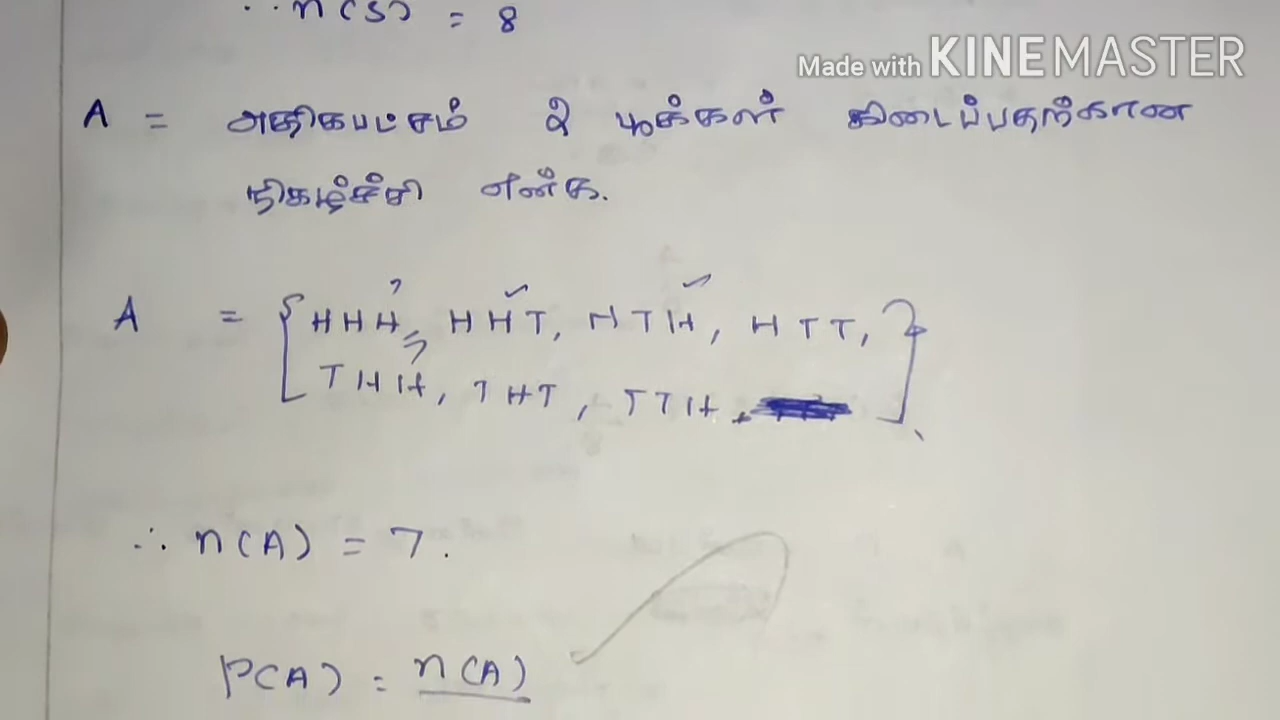 ∴ n(S) = 8
Made with KINEMASTER
A = அதிகபட்சம் 2 பூக்கள் கிடைப்பதற்கான
நிகழ்ச்சி என்க.
A = { HHH, HHT, HTH, HTT,
THH, THT, TTH, }
∴ n(A) = 7.
P(A) = n(A)